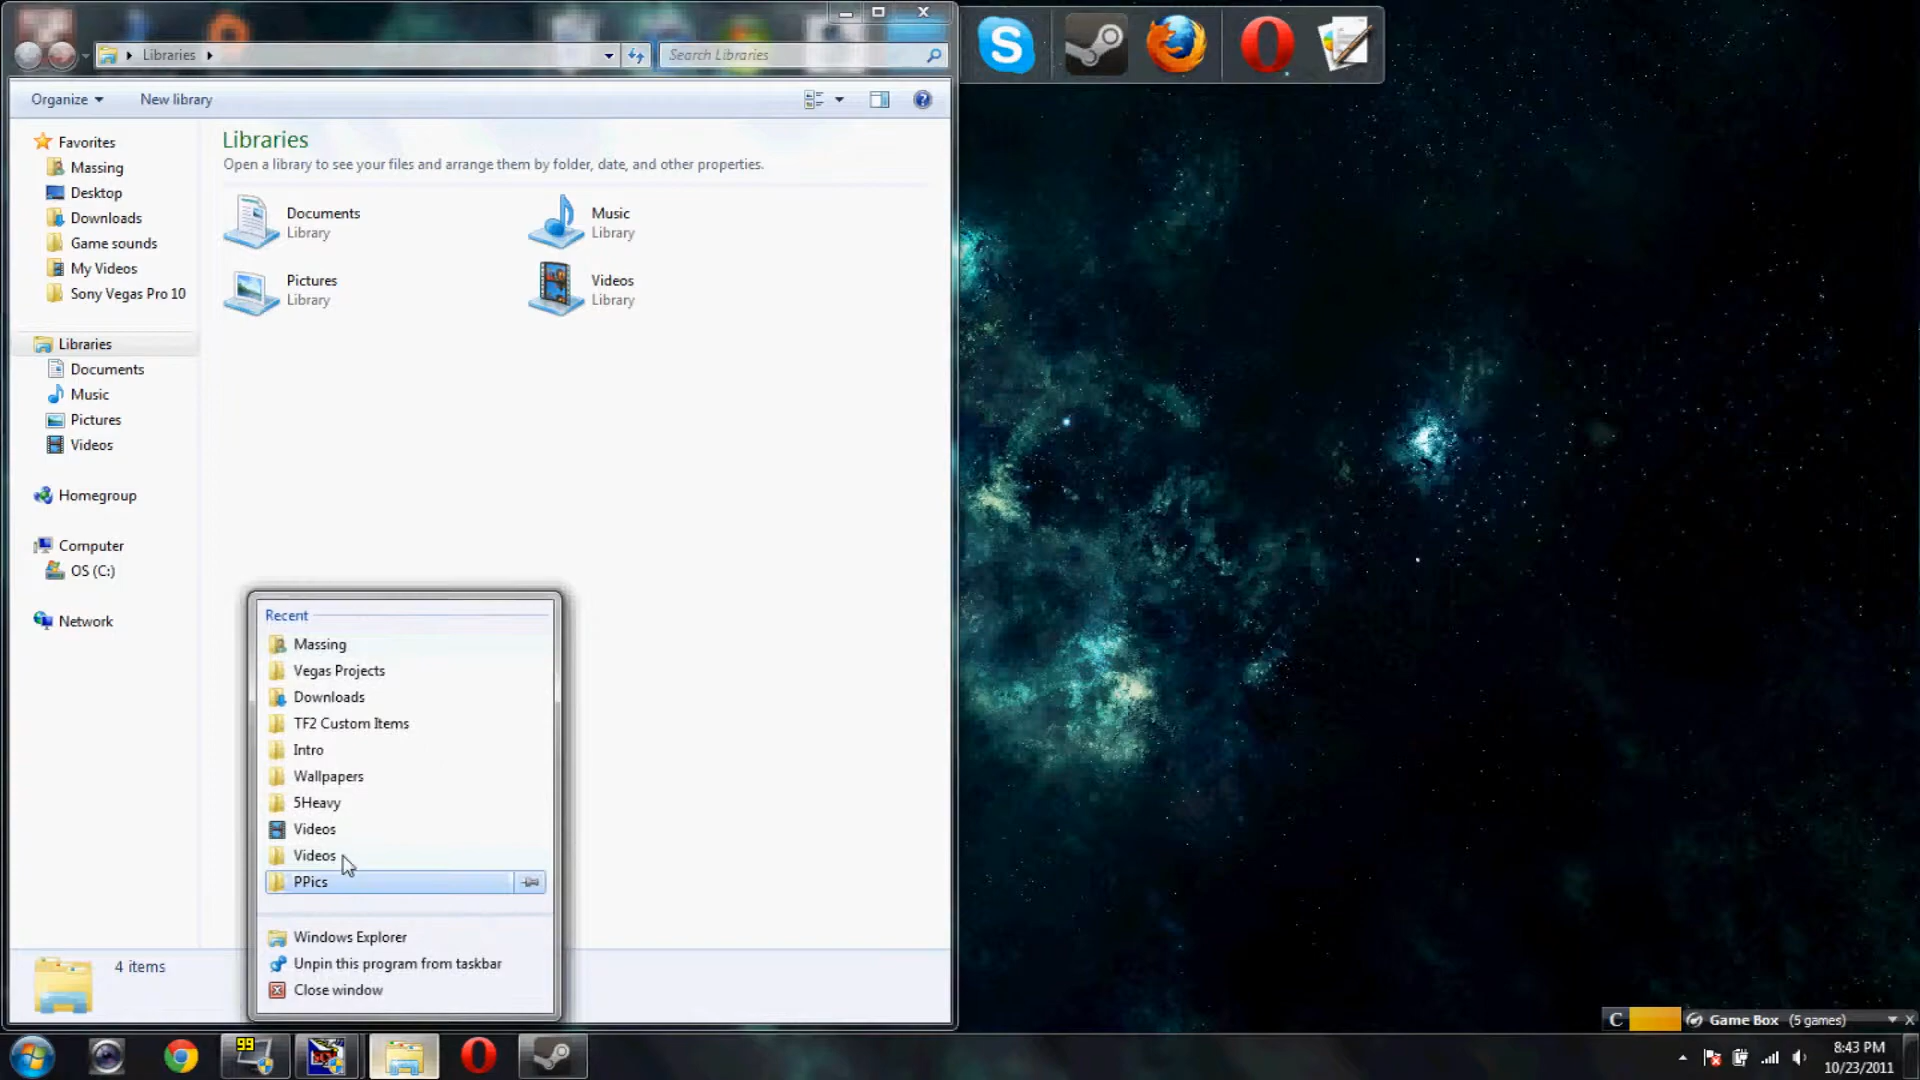 Libraries
Search Libraries
Organize
New library
Favorites
Massing
Desktop
Downloads
Game sounds
My Videos
Sony Vegas Pro 10
Libraries
Documents
Music
Pictures
Videos
Homegroup
Computer
OS (C:)
Network
Libraries
Open a library to see your files and arrange them by folder, date, and other properties.
Documents
Library
Music
Library
Pictures
Library
Videos
Library
Recent
Massing
Vegas Projects
Downloads
TF2 Custom Items
Intro
Wallpapers
5Heavy
Videos
Videos
PPics
Windows Explorer
Unpin this program from taskbar
Close window
4 items
S
C
Game Box (5 games)
99
8:43 PM
10/23/2011